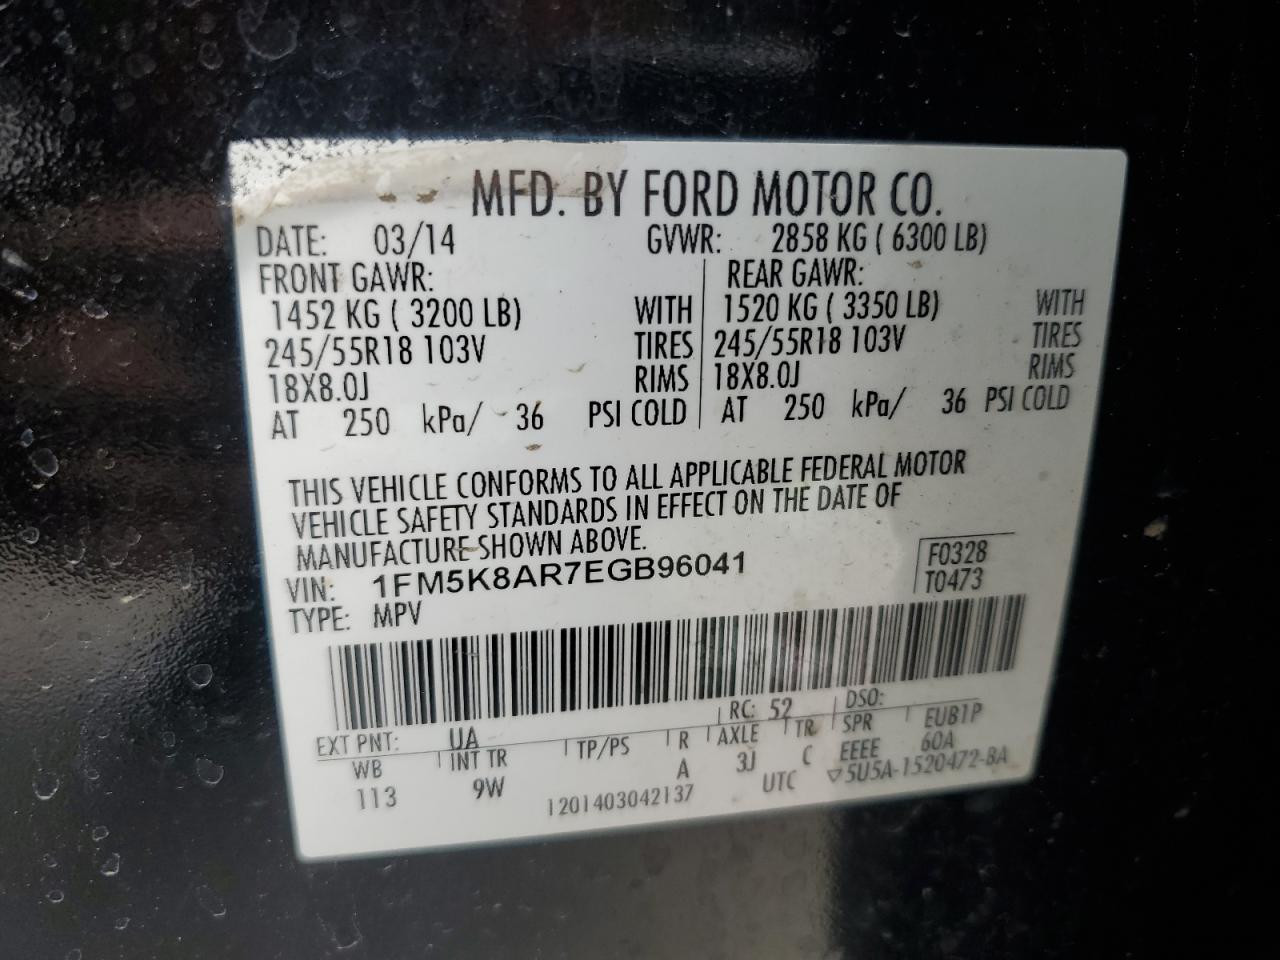 MFD. BY FORD MOTOR CO.
DATE: 03/14 GVWR: 2858 KG ( 6300 LB)
FRONT GAWR: REAR GAWR:
1452 KG ( 3200 LB) WITH 1520 KG ( 3350 LB) WITH
245/55R18 103V TIRES 245/55R18 103V TIRES
18X8.0J RIMS 18X8.0J RIMS
AT 250 kPa/ 36 PSI COLD AT 250 kPa/ 36 PSI COLD
THIS VEHICLE CONFORMS TO ALL APPLICABLE FEDERAL MOTOR
VEHICLE SAFETY STANDARDS IN EFFECT ON THE DATE OF
MANUFACTURE SHOWN ABOVE.
VIN: 1FM5K8AR7EGB96041 F0328
TYPE: MPV T0473
EXT PNT: UA RC: 52 DSO:
WB INT TR TP/PS R AXLE TR SPR EUB1P
113 9W A 3J C EEEE 60A
1201403042137 UTC ▽5U5A-1520472-BA